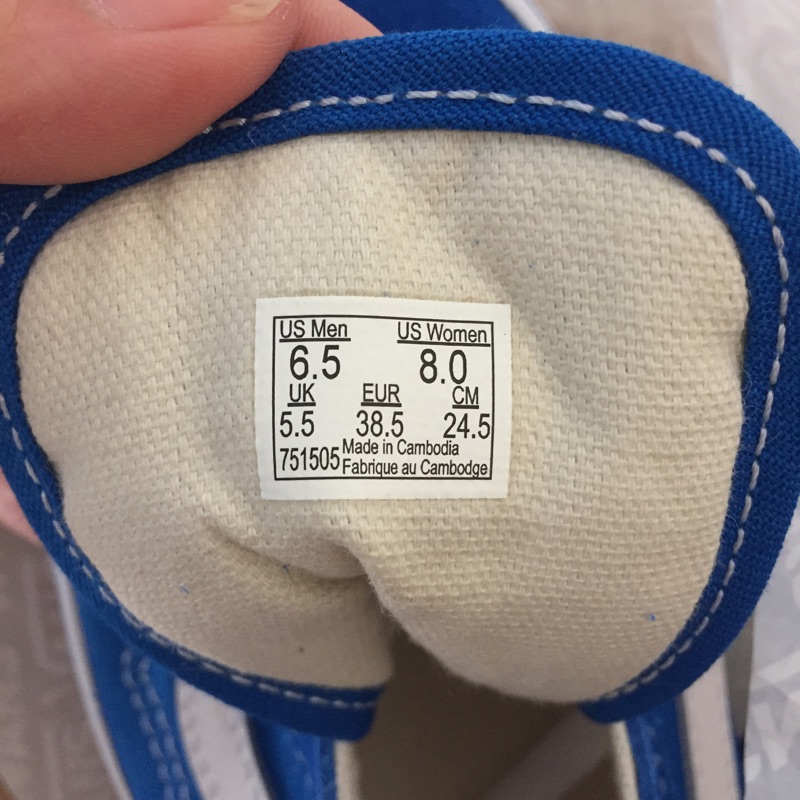 US Men US Women
6.5 8.0
UK EUR CM
5.5 38.5 24.5
751505 Made in Cambodia
Fabrique au Cambodge